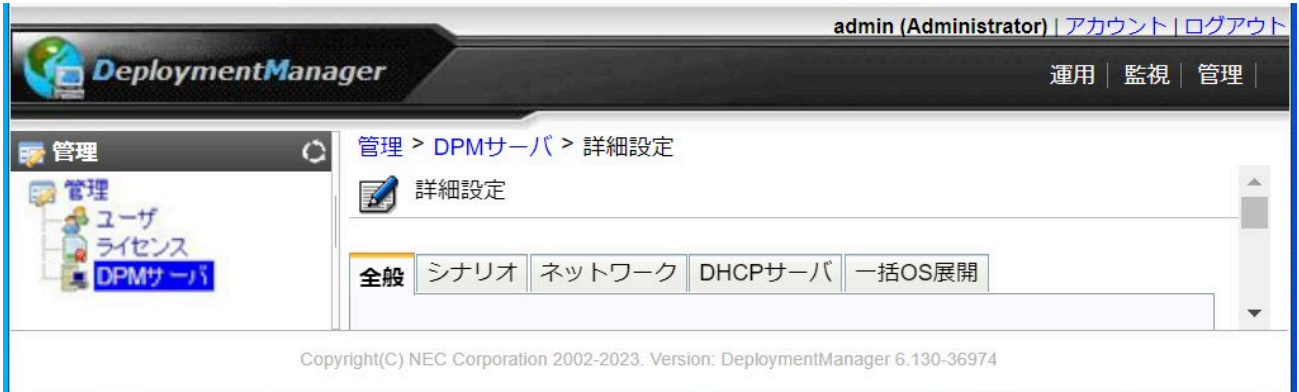 admin (Administrator) | アカウント | ログアウト
DeploymentManager
運用 | 監視 | 管理 |
管理
管理 > DPMサーバ > 詳細設定
管理
ユーザ
ライセンス
DPMサーバ
詳細設定
全般 シナリオ ネットワーク DHCPサーバ 一括OS展開
Copyright(C) NEC Corporation 2002-2023. Version: DeploymentManager 6.130-36974